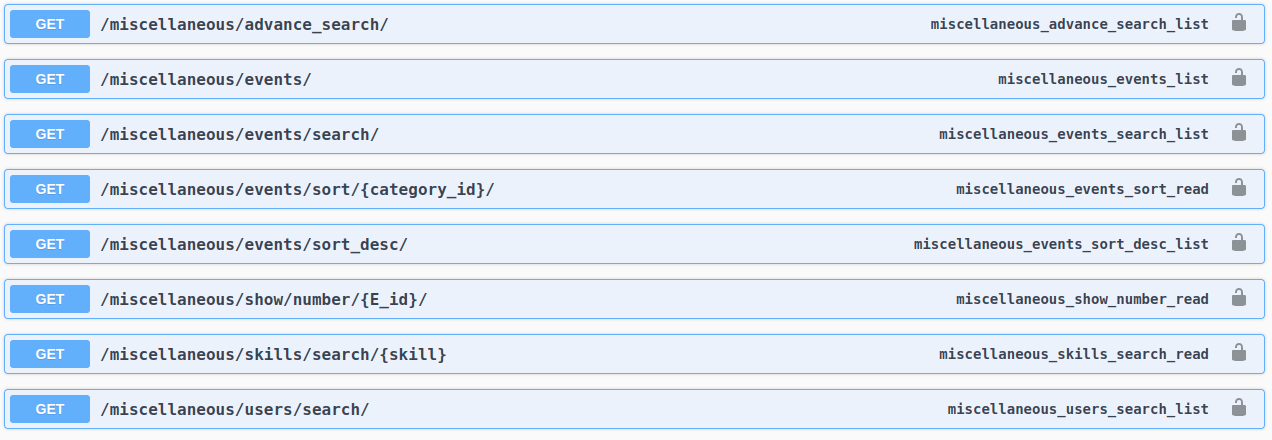 GET /miscellaneous/advance_search/ miscellaneous_advance_search_list
GET /miscellaneous/events/ miscellaneous_events_list
GET /miscellaneous/events/search/ miscellaneous_events_search_list
GET /miscellaneous/events/sort/{category_id}/ miscellaneous_events_sort_read
GET /miscellaneous/events/sort_desc/ miscellaneous_events_sort_desc_list
GET /miscellaneous/show/number/{E_id}/ miscellaneous_show_number_read
GET /miscellaneous/skills/search/{skill} miscellaneous_skills_search_read
GET /miscellaneous/users/search/ miscellaneous_users_search_list